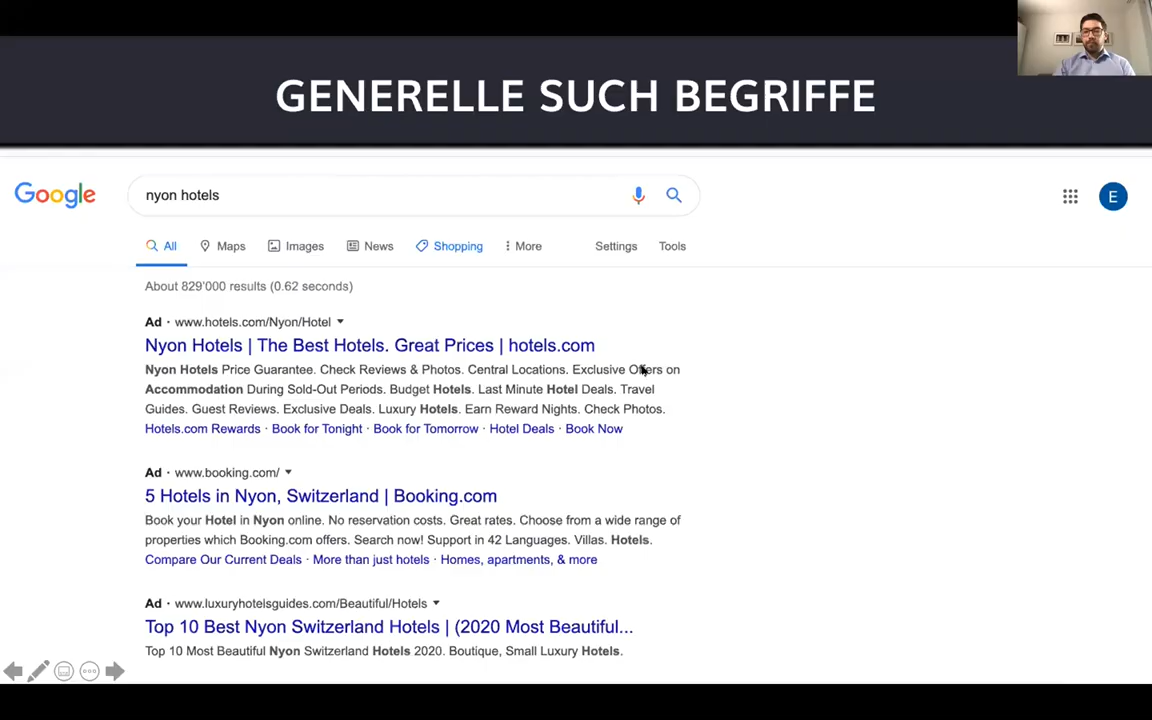 GENERELLE SUCH BEGRIFFE
Google
nyon hotels
E
All Maps Images News Shopping More Settings Tools
About 829'000 results (0.62 seconds)
Ad · www.hotels.com/Nyon/Hotel
Nyon Hotels | The Best Hotels. Great Prices | hotels.com
Nyon Hotels Price Guarantee. Check Reviews & Photos. Central Locations. Exclusive Offers on
Accommodation During Sold-Out Periods. Budget Hotels. Last Minute Hotel Deals. Travel
Guides. Guest Reviews. Exclusive Deals. Luxury Hotels. Earn Reward Nights. Check Photos.
Hotels.com Rewards · Book for Tonight · Book for Tomorrow · Hotel Deals · Book Now
Ad · www.booking.com/
5 Hotels in Nyon, Switzerland | Booking.com
Book your Hotel in Nyon online. No reservation costs. Great rates. Choose from a wide range of
properties which Booking.com offers. Search now! Support in 42 Languages. Villas. Hotels.
Compare Our Current Deals · More than just hotels · Homes, apartments, & more
Ad · www.luxuryhotelsguides.com/Beautiful/Hotels
Top 10 Best Nyon Switzerland Hotels | (2020 Most Beautiful...
Top 10 Most Beautiful Nyon Switzerland Hotels 2020. Boutique, Small Luxury Hotels.